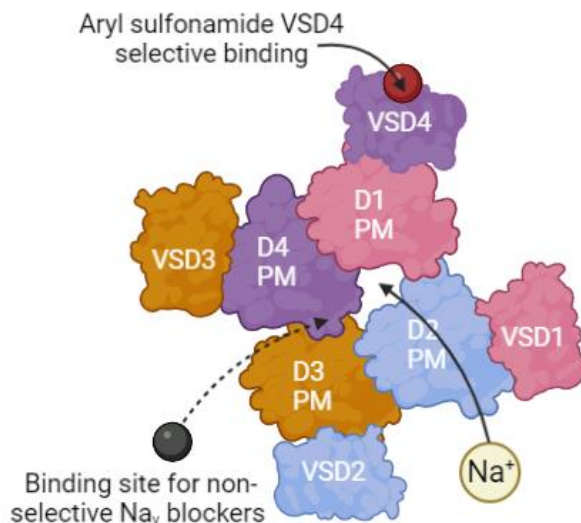 Aryl sulfonamide VSD4
selective binding
VSD4
D1
PM
VSD3
D4
PM
D2
PM
VSD1
D3
PM
VSD2
Na⁺
Binding site for non-
selective Naᵥ blockers